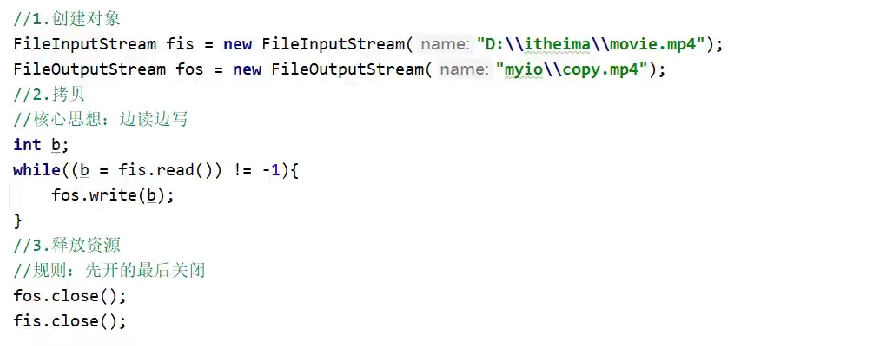 //1.创建对象
FileInputStream fis = new FileInputStream( name: "D:\\itheima\\movie.mp4");
FileOutputStream fos = new FileOutputStream( name: "myio\\copy.mp4");
//2.拷贝
//核心思想：边读边写
int b;
while((b = fis.read()) != -1){
    fos.write(b);
}
//3.释放资源
//规则：先开的最后关闭
fos.close();
fis.close();